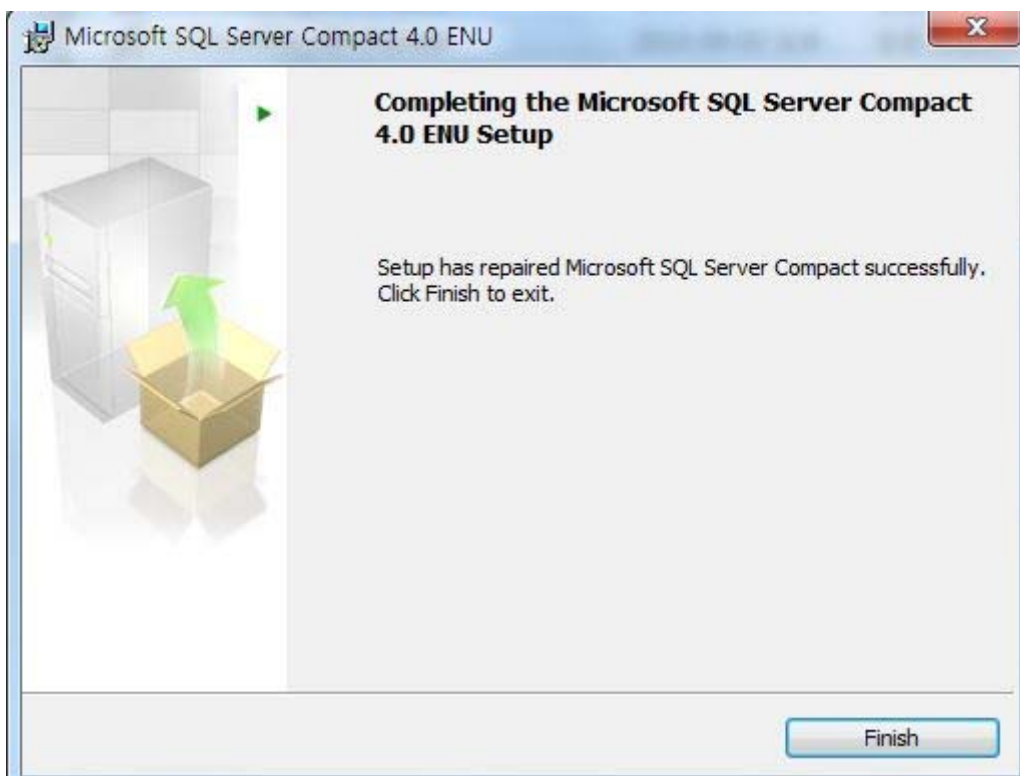 Microsoft SQL Server Compact 4.0 ENU
Completing the Microsoft SQL Server Compact
4.0 ENU Setup
Setup has repaired Microsoft SQL Server Compact successfully.
Click Finish to exit.
Finish